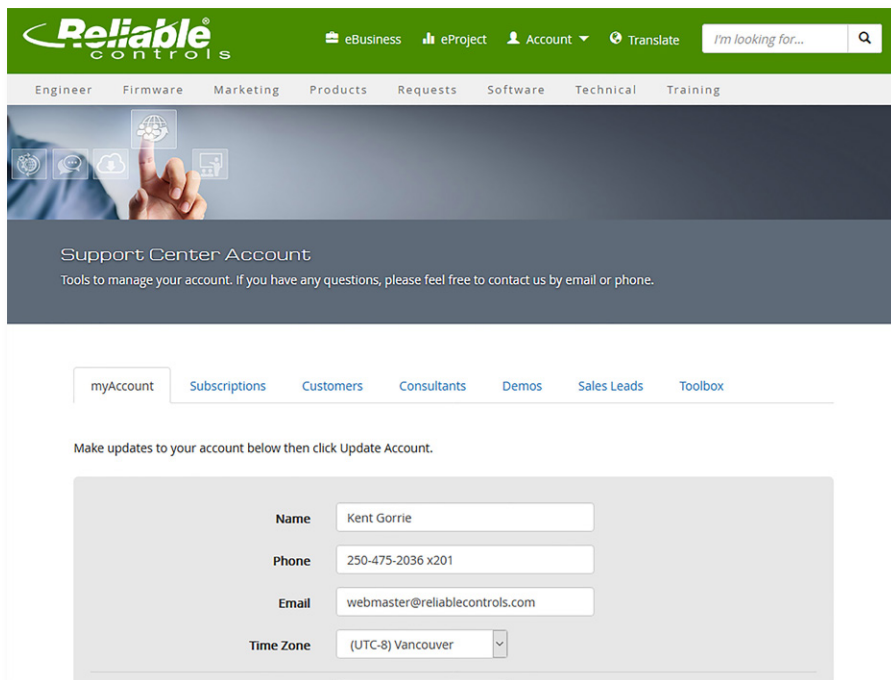 Reliable®
controls
eBusiness eProject Account Translate I'm looking for...
Engineer Firmware Marketing Products Requests Software Technical Training
Support Center Account
Tools to manage your account. If you have any questions, please feel free to contact us by email or phone.
myAccount Subscriptions Customers Consultants Demos Sales Leads Toolbox
Make updates to your account below then click Update Account.
Name Kent Gorrie
Phone 250-475-2036 x201
Email webmaster@reliablecontrols.com
Time Zone (UTC-8) Vancouver